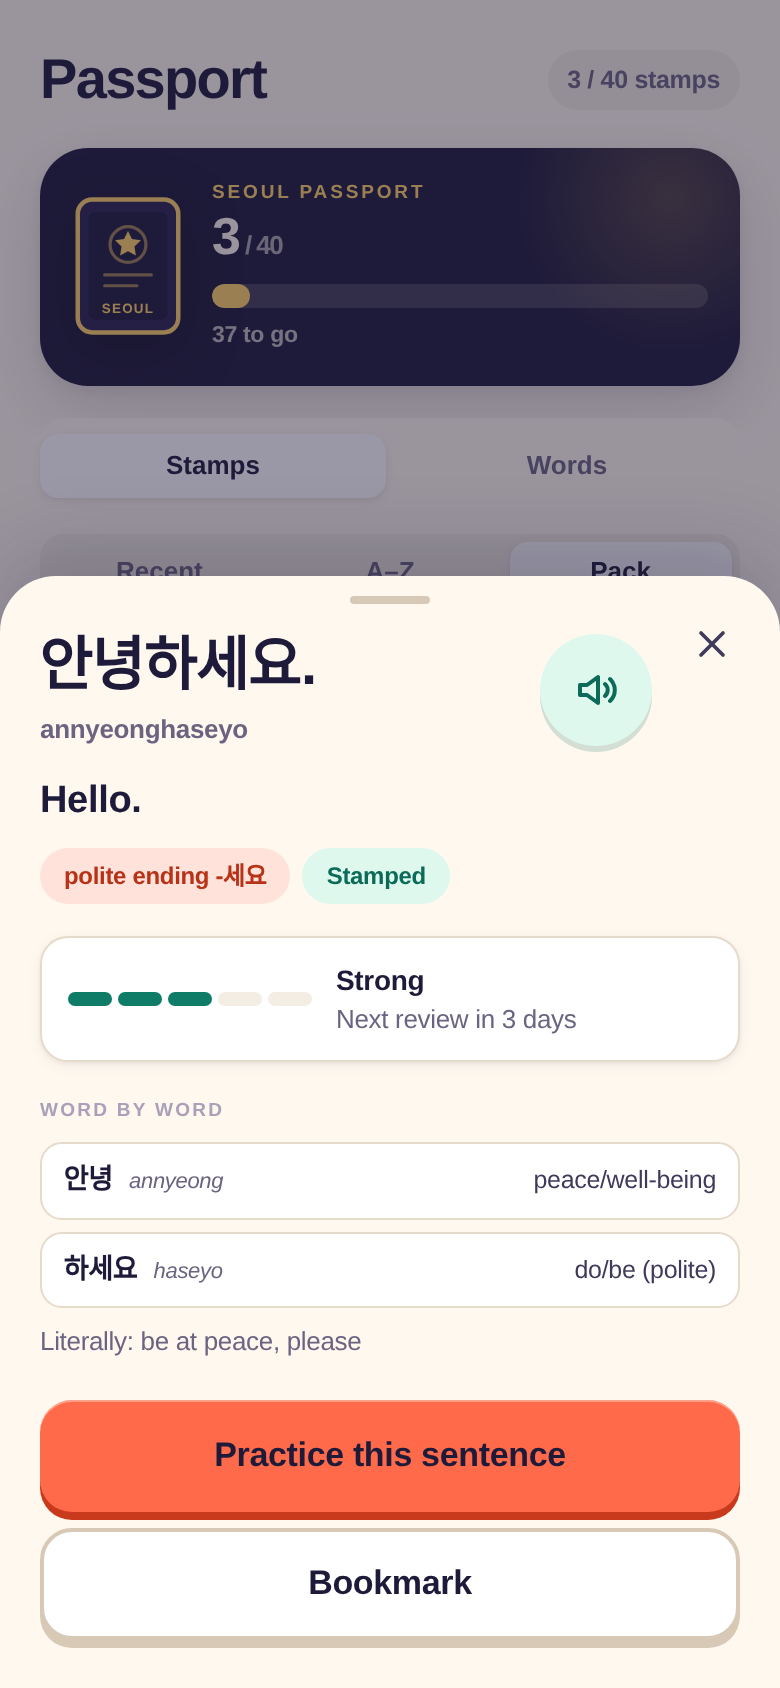 Passport
3 / 40 stamps
SEOUL PASSPORT
3 / 40
SEOUL
37 to go
Stamps
Words
Recent
A–Z
Pack
안녕하세요.
annyeonghaseyo
Hello.
polite ending -세요
Stamped
Strong
Next review in 3 days
WORD BY WORD
안녕 annyeong peace/well-being
하세요 haseyo do/be (polite)
Literally: be at peace, please
Practice this sentence
Bookmark